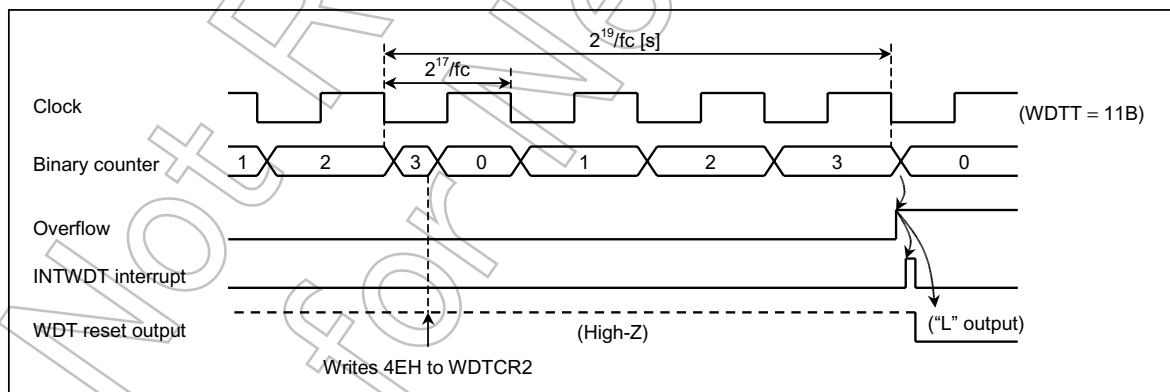 2^19/fc [s]
2^17/fc
Clock
(WDTT = 11B)
Binary counter 1 2 3 0 1 2 3 0
Overflow
INTWDT interrupt
WDT reset output (High-Z) ("L" output)
Writes 4EH to WDTCR2